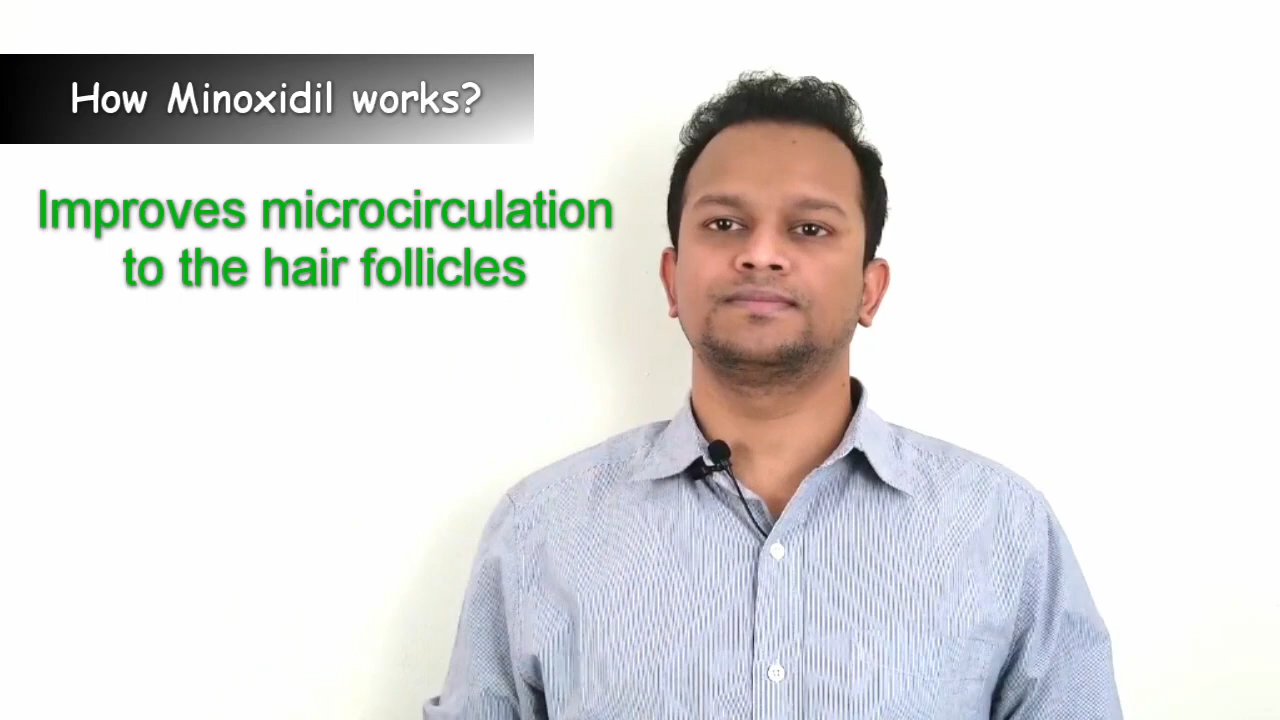 How Minoxidil works?
Improves microcirculation
to the hair follicles